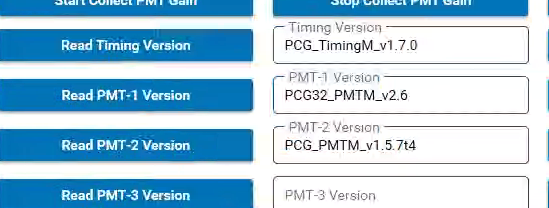 Start Collect PMT Gain
Stop Collect PMT Gain
Read Timing Version
Timing Version
PCG_TimingM_v1.7.0
Read PMT-1 Version
PMT-1 Version
PCG32_PMTM_v2.6
Read PMT-2 Version
PMT-2 Version
PCG_PMTM_v1.5.7t4
Read PMT-3 Version
PMT-3 Version